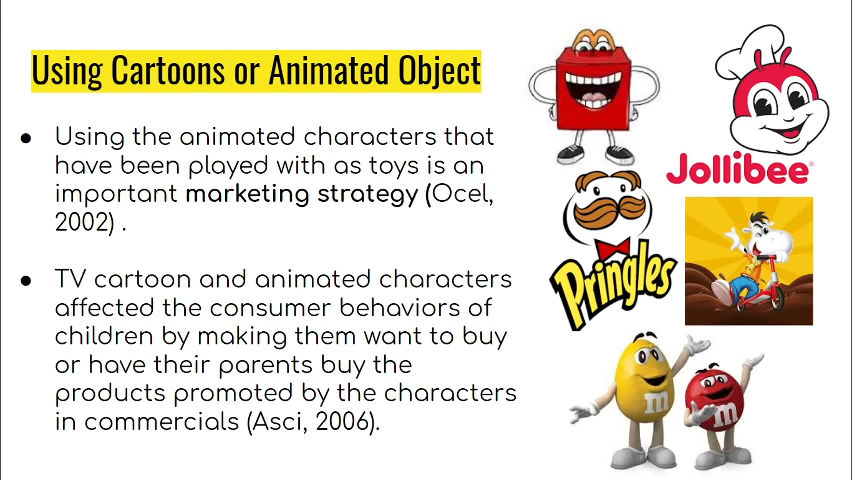 Using Cartoons or Animated Object
● Using the animated characters that
have been played with as toys is an
important marketing strategy (Ocel,
2002) .
● TV cartoon and animated characters
affected the consumer behaviors of
children by making them want to buy
or have their parents buy the
products promoted by the characters
in commercials (Asci, 2006).
Jollibee®
Pringles
m
m